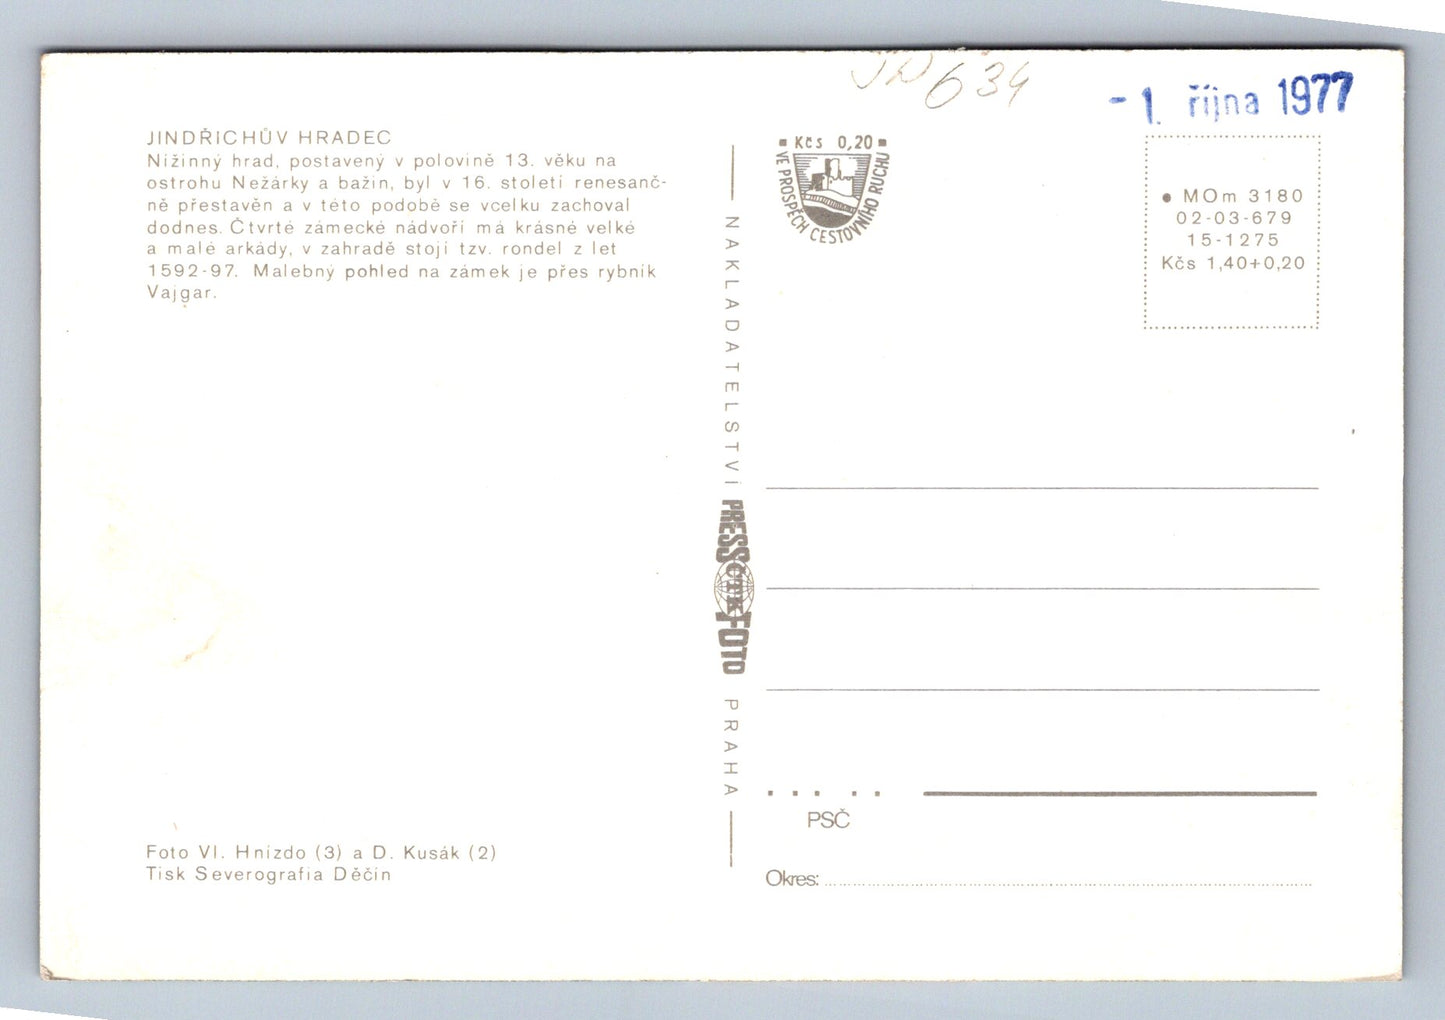 JINDŘICHŮV HRADEC
Nížinný hrad, postavený v polovině 13. věku na
ostrohu Nežárky a bažin, byl v 16. století renesanč-
ně přestavěn a v této podobě se vcelku zachoval
dodnes. Čtvrté zámecké nádvoří má krásné velké
a malé arkády, v zahradě stojí tzv. rondel z let
1592-97. Malebný pohled na zámek je přes rybník
Vajgar.
Foto Vl. Hnízdo (3) a D. Kusák (2)
Tisk Severografia Děčín
NAKLADATELSTVÍ
PRESSFOTO
ČTK
PRAHA
634
Kčs 0,20
VE PROSPĚCH CESTOVNÍHO RUCHU
-1. října 1977
● MOm 3180
02-03-679
15-1275
Kčs 1,40+0,20
PSČ
Okres: